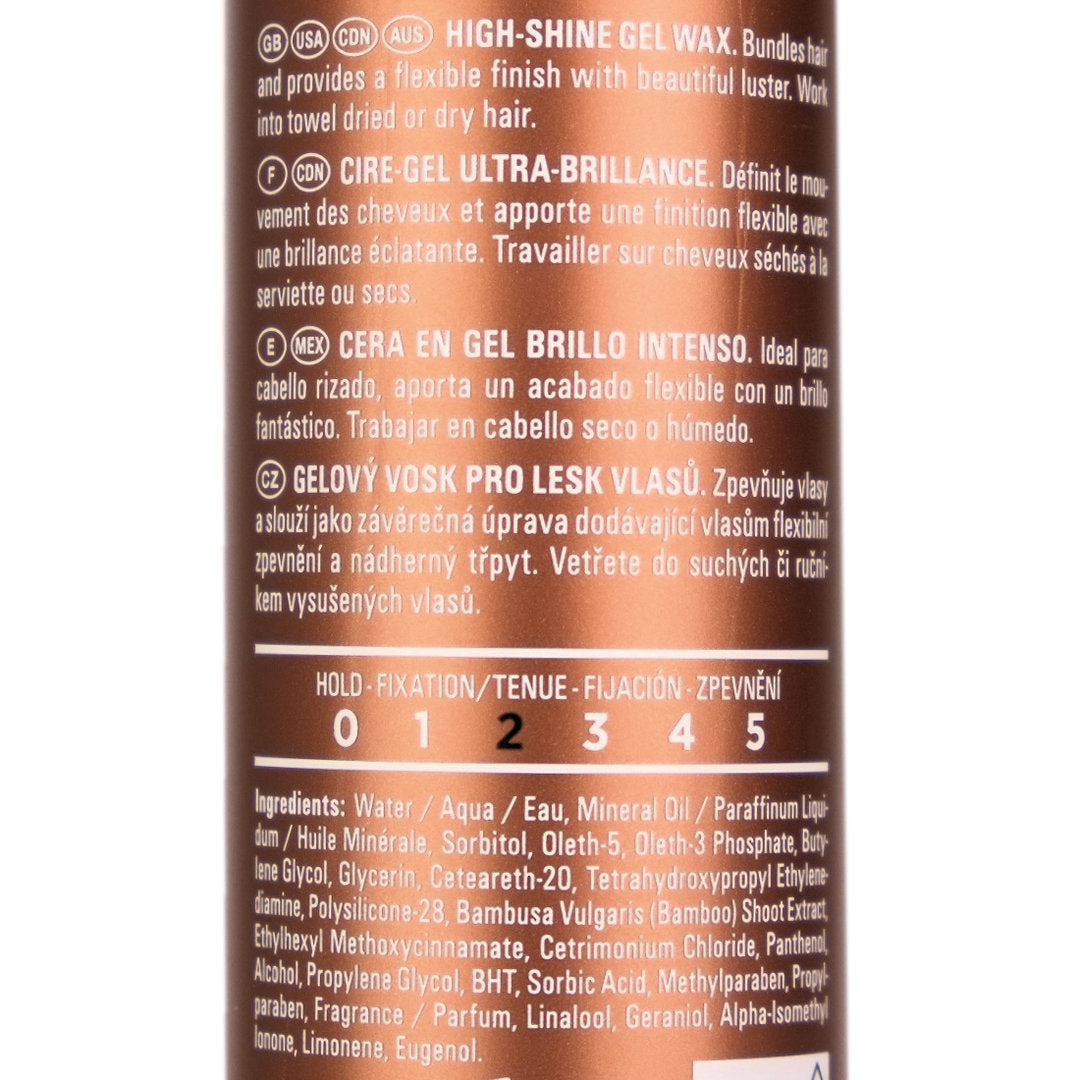 GB USA CDN AUS HIGH-SHINE GEL WAX. Bundles hair
and provides a flexible finish with beautiful luster. Work
into towel dried or dry hair.
F CDN CIRE-GEL ULTRA-BRILLANCE. Définit le mou-
vement des cheveux et apporte une finition flexible avec
une brillance éclatante. Travailler sur cheveux séchés à la
serviette ou secs.
E MEX CERA EN GEL BRILLO INTENSO. Ideal para
cabello rizado, aporta un acabado flexible con un brillo
fantástico. Trabajar en cabello seco o húmedo.
CZ GELOVÝ VOSK PRO LESK VLASŮ. Zpevňuje vlasy
a slouží jako závěrečná úprava dodávající vlasům flexibilní
zpevnění a nádherný třpyt. Vetřete do suchých či ruční-
kem vysušených vlasů.
HOLD - FIXATION/TENUE - FIJACIÓN - ZPEVNĚNÍ
0 1 2 3 4 5
Ingredients: Water / Aqua / Eau, Mineral Oil / Paraffinum Liqui-
dum / Huile Minérale, Sorbitol, Oleth-5, Oleth-3 Phosphate, Buty-
lene Glycol, Glycerin, Ceteareth-20, Tetrahydroxypropyl Ethylene-
diamine, Polysilicone-28, Bambusa Vulgaris (Bamboo) Shoot Extract,
Ethylhexyl Methoxycinnamate, Cetrimonium Chloride, Panthenol,
Alcohol, Propylene Glycol, BHT, Sorbic Acid, Methylparaben, Propyl-
paraben, Fragrance / Parfum, Linalool, Geraniol, Alpha-Isomethyl
Ionone, Limonene, Eugenol.